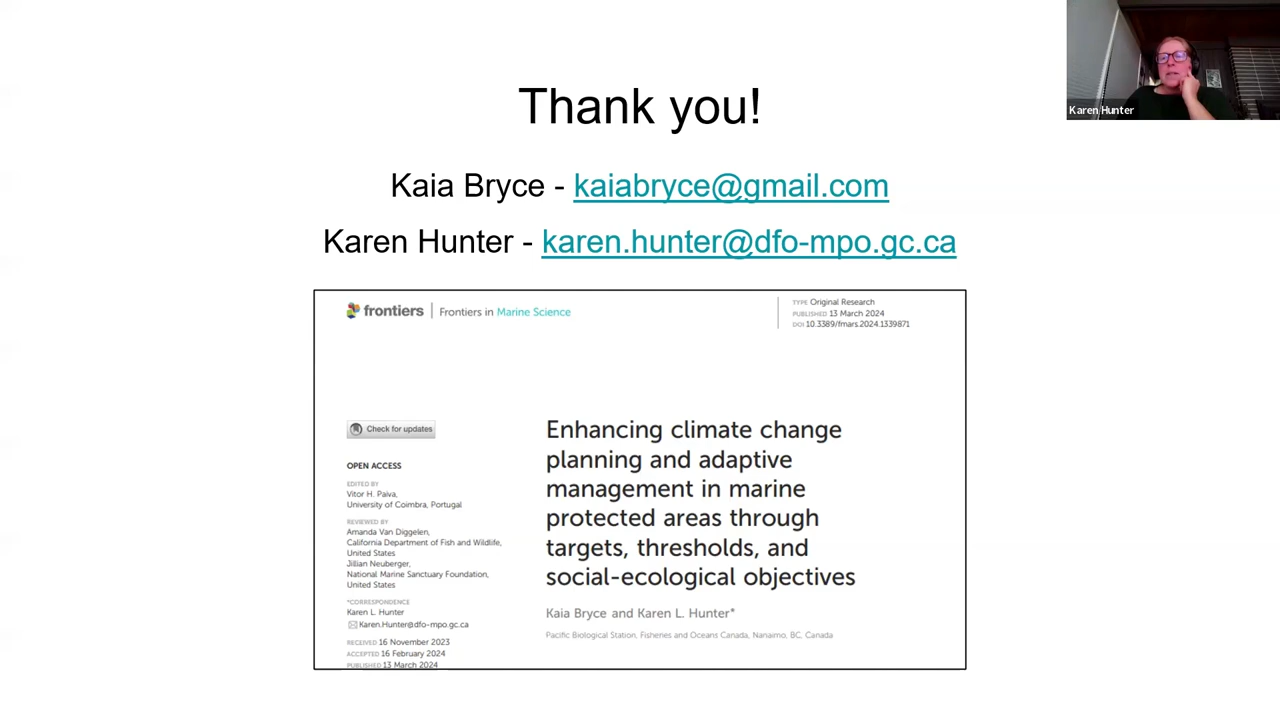 Thank you!
Karen Hunter
Kaia Bryce - kaiabryce@gmail.com
Karen Hunter - karen.hunter@dfo-mpo.gc.ca
frontiers | Frontiers in Marine Science
TYPE Original Research
PUBLISHED 13 March 2024
DOI 10.3389/fmars.2024.1339871
Check for updates
OPEN ACCESS
EDITED BY
Vitor H. Paiva,
University of Coimbra, Portugal
REVIEWED BY
Amanda Van Diggelen,
California Department of Fish and Wildlife,
United States
Jillian Neuberger,
National Marine Sanctuary Foundation,
United States
*CORRESPONDENCE
Karen L. Hunter
Karen.Hunter@dfo-mpo.gc.ca
RECEIVED 16 November 2023
ACCEPTED 16 February 2024
PUBLISHED 13 March 2024
Enhancing climate change
planning and adaptive
management in marine
protected areas through
targets, thresholds, and
social-ecological objectives
Kaia Bryce and Karen L. Hunter*
Pacific Biological Station, Fisheries and Oceans Canada, Nanaimo, BC, Canada